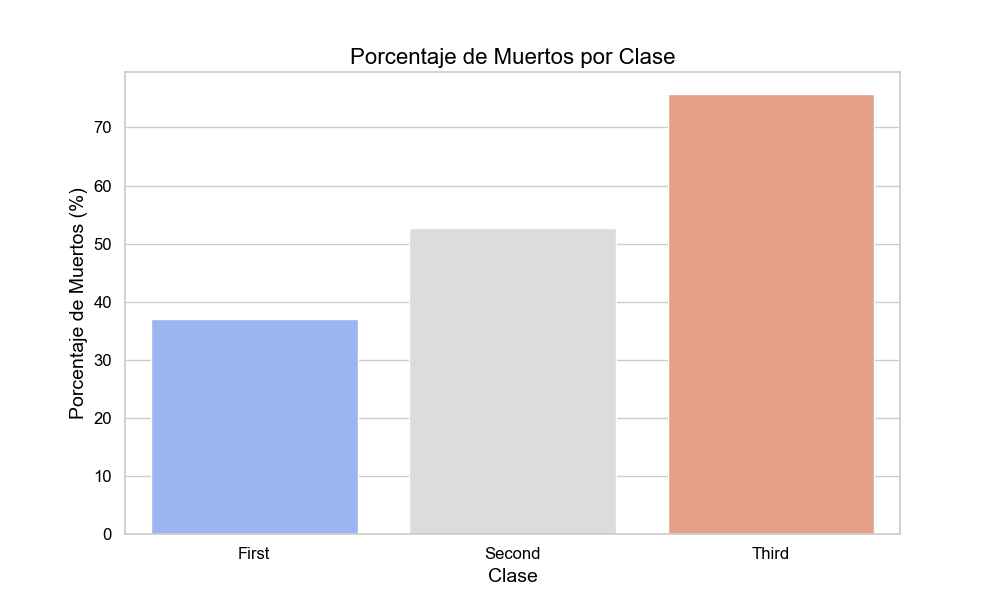 Porcentaje de Muertos por Clase
Porcentaje de Muertos (%)
70
60
50
40
30
20
10
0
First
Second
Third
Clase